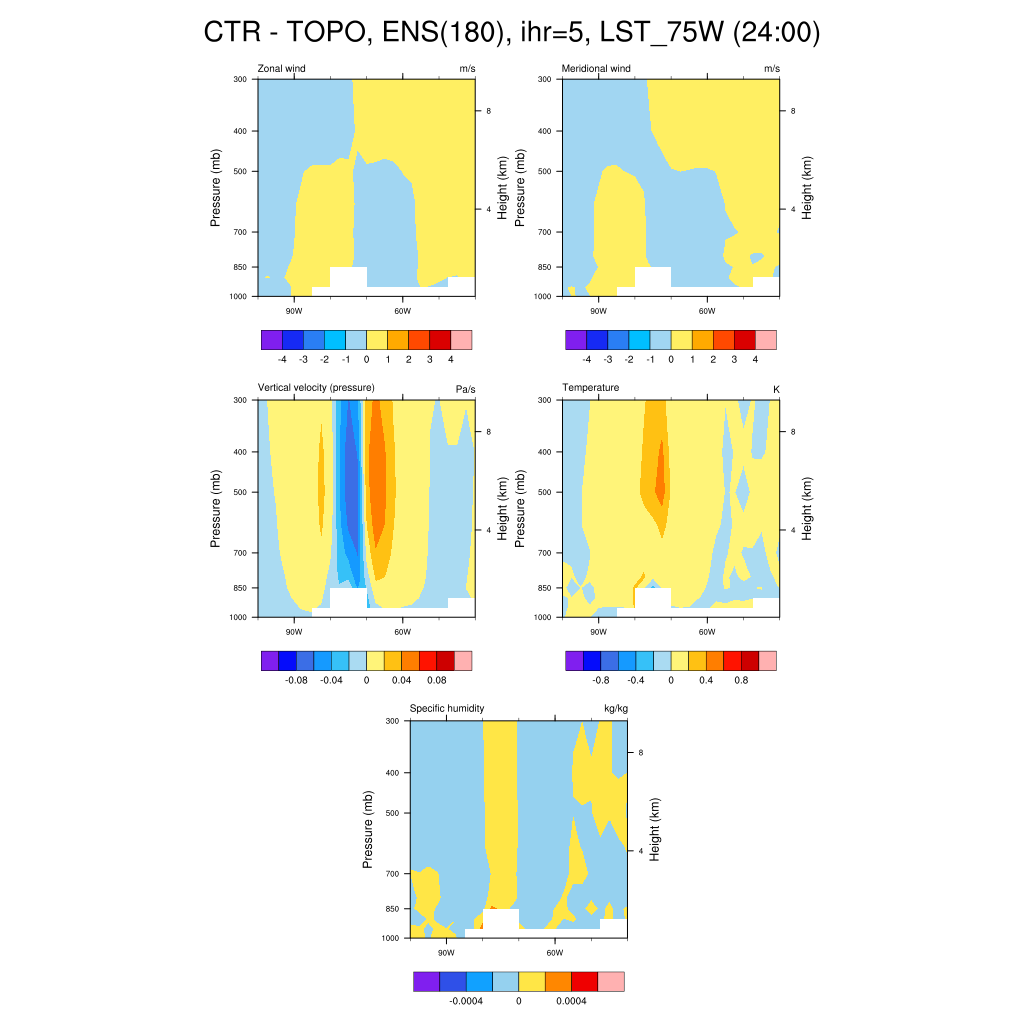 CTR - TOPO, ENS(180), ihr=5, LST_75W (24:00)
Zonal wind m/s
300
400
500
700
850
1000
Pressure (mb)
8
4
Height (km)
90W 60W
-4 -3 -2 -1 0 1 2 3 4
Meridional wind m/s
300
400
500
700
850
1000
Pressure (mb)
8
4
Height (km)
90W 60W
-4 -3 -2 -1 0 1 2 3 4
Vertical velocity (pressure) Pa/s
300
400
500
700
850
1000
Pressure (mb)
8
4
Height (km)
90W 60W
-0.08 -0.04 0 0.04 0.08
Temperature K
300
400
500
700
850
1000
Pressure (mb)
8
4
Height (km)
90W 60W
-0.8 -0.4 0 0.4 0.8
Specific humidity kg/kg
300
400
500
700
850
1000
Pressure (mb)
8
4
Height (km)
90W 60W
-0.0004 0 0.0004